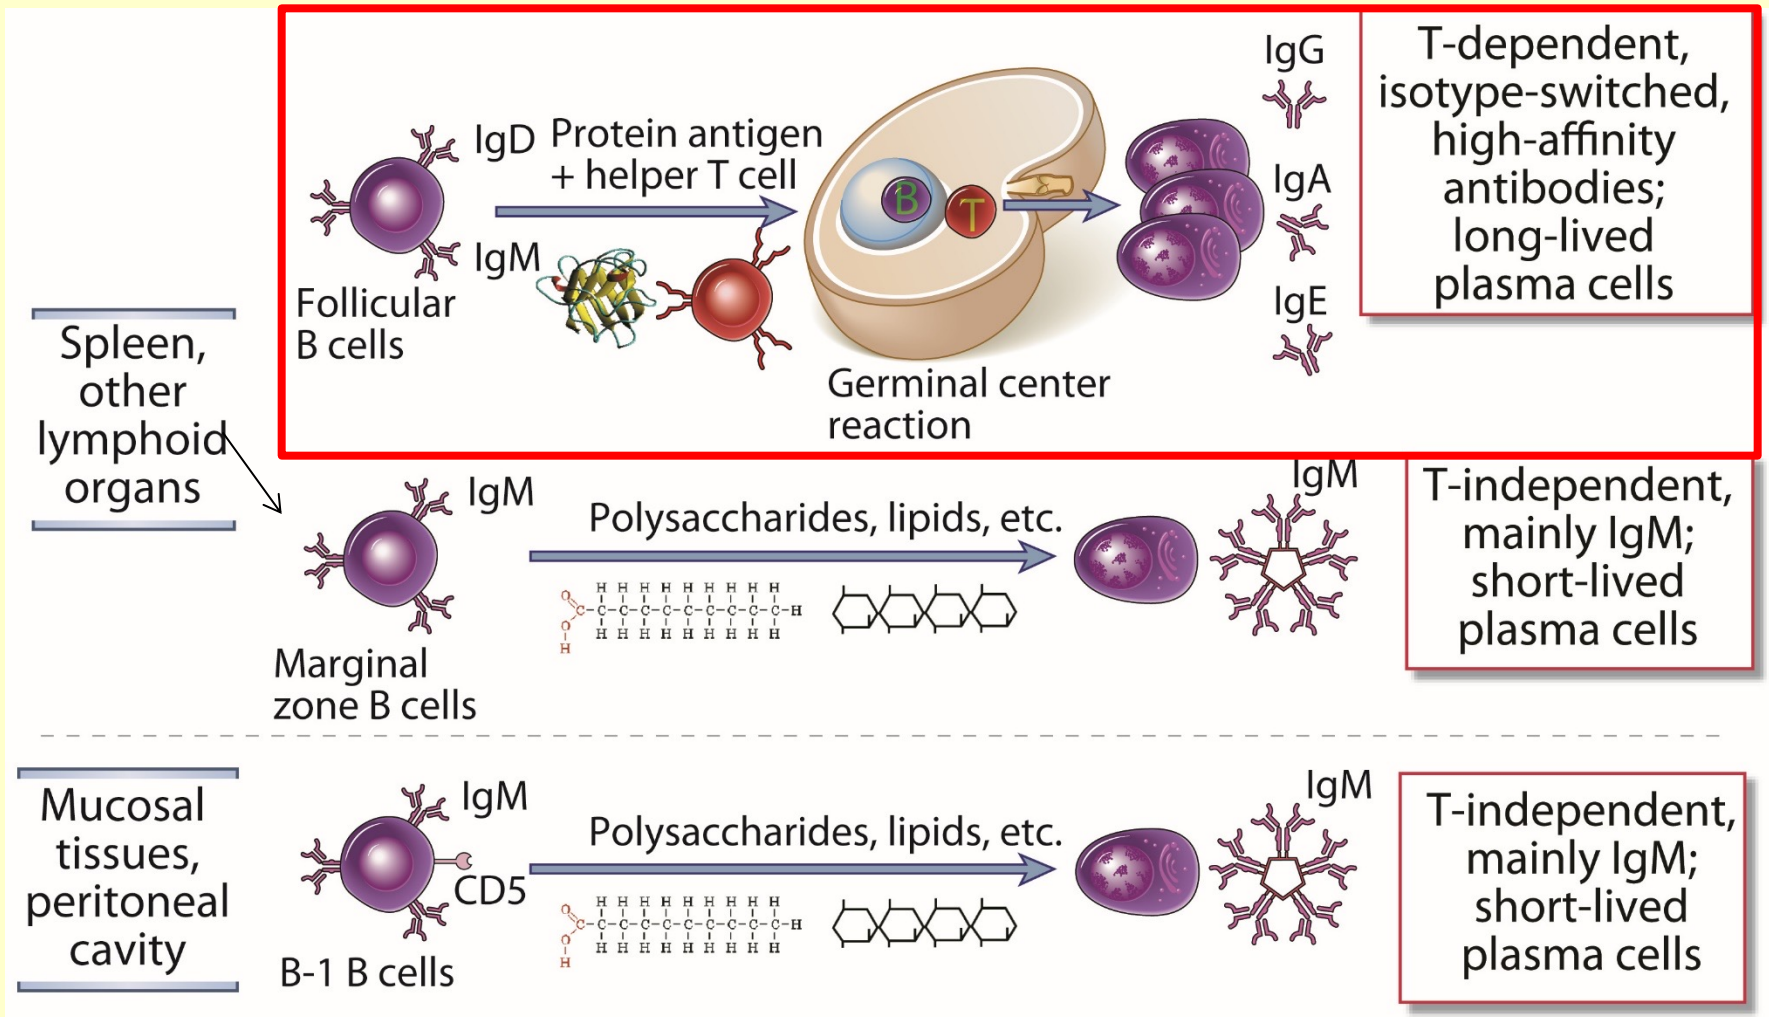 Spleen,
other
lymphoid
organs
IgD
IgM
Follicular
B cells
Protein antigen
+ helper T cell
B
T
Germinal center
reaction
IgG
IgA
IgE
T-dependent,
isotype-switched,
high-affinity
antibodies;
long-lived
plasma cells
IgM
Marginal
zone B cells
Polysaccharides, lipids, etc.
H H H H H H H H H
O
C-C-C-C-C-C-C-C-C-C-H
O
H H H H H H H H H
H
IgM
T-independent,
mainly IgM;
short-lived
plasma cells
Mucosal
tissues,
peritoneal
cavity
IgM
CD5
B-1 B cells
Polysaccharides, lipids, etc.
H H H H H H H H H
O
C-C-C-C-C-C-C-C-C-C-H
O
H H H H H H H H H
H
IgM
T-independent,
mainly IgM;
short-lived
plasma cells